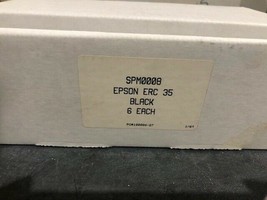 SPM0008
EPSON ERC 35
BLACK
6 EACH